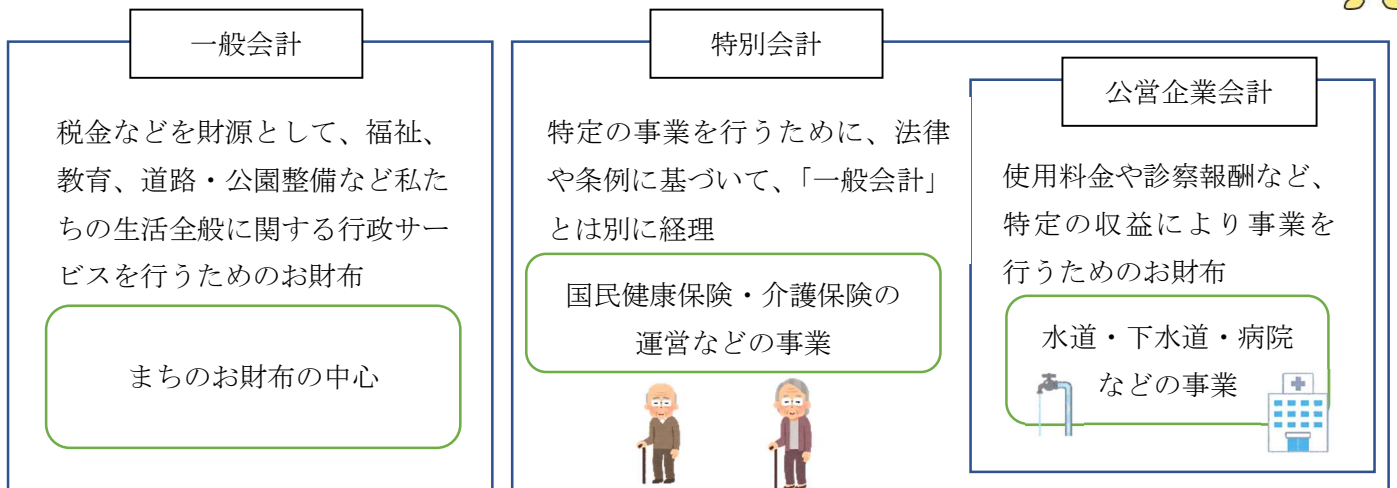 一般会計
税金などを財源として、福祉、
教育、道路・公園整備など私た
ちの生活全般に関する行政サー
ビスを行うためのお財布
まちのお財布の中心
特別会計
特定の事業を行うために、法律
や条例に基づいて、「一般会計」
とは別に経理
国民健康保険・介護保険の
運営などの事業
公営企業会計
使用料金や診察報酬など、
特定の収益により事業を
行うためのお財布
水道・下水道・病院
などの事業